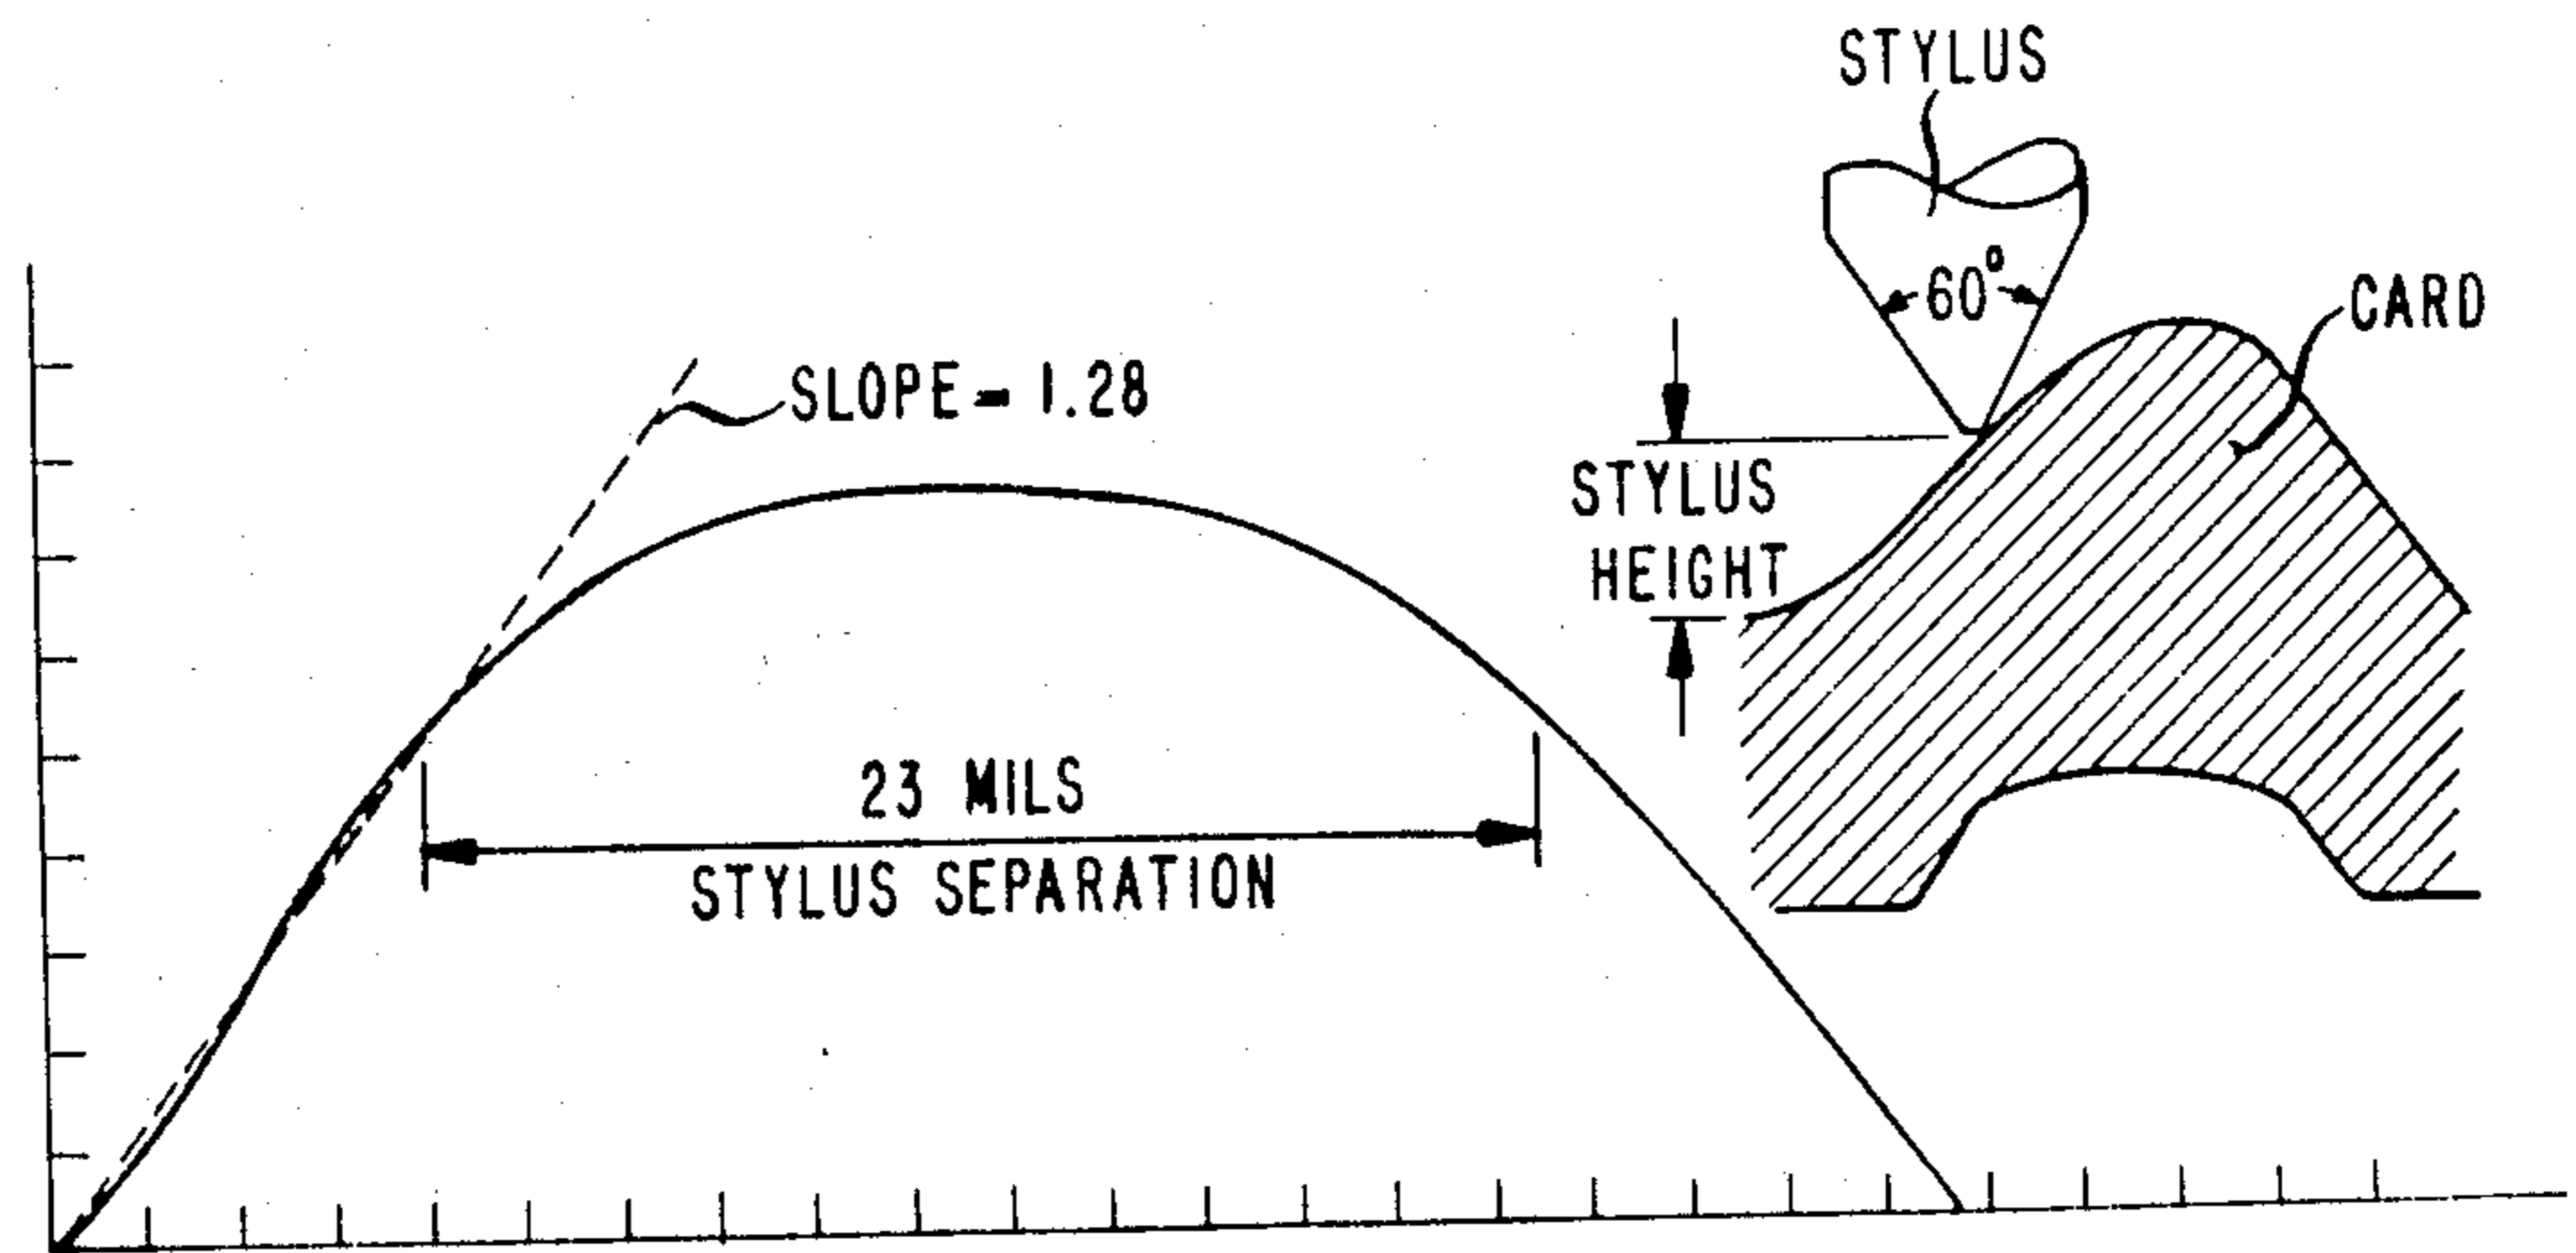 STYLUS
60°
CARD
SLOPE = 1.28
STYLUS
HEIGHT
23 MILS
STYLUS SEPARATION